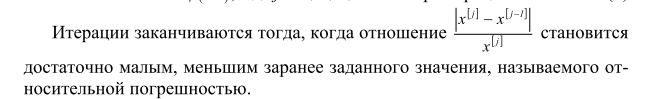 Итерации заканчиваются тогда, когда отношение |x^[j] − x^[j−1]| / x^[j] становится
достаточно малым, меньшим заранее заданного значения, называемого от-
носительной погрешностью.